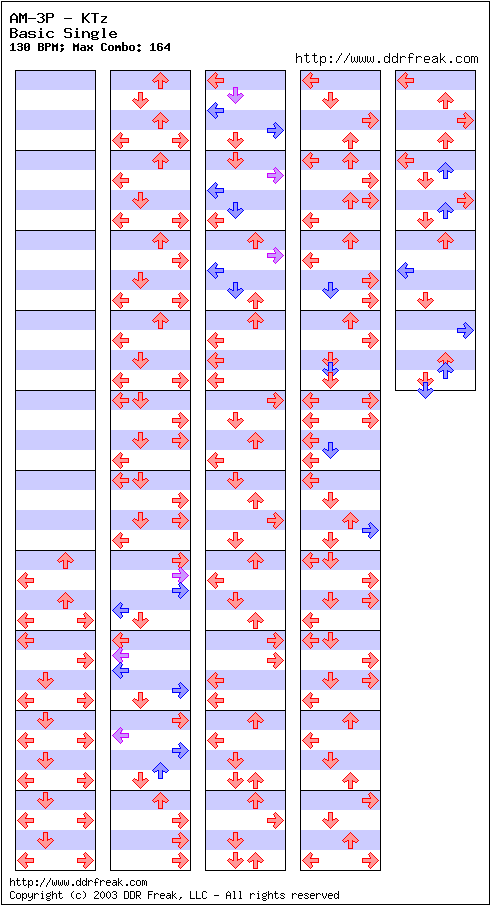 AM-3P - KTz
Basic Single
130 BPM; Max Combo: 164
http://www.ddrfreak.com
http://www.ddrfreak.com/
Copyright (c) 2003 DDR Freak, LLC - All rights reserved